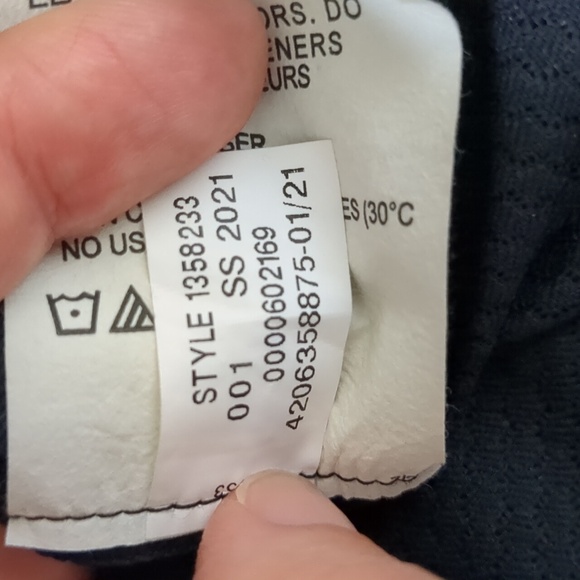 ORS. DO
ENERS
EURS
STYLE 1358233
001 SS 2021
0000602169
4206358875-01/21
ES (30°C
NO US